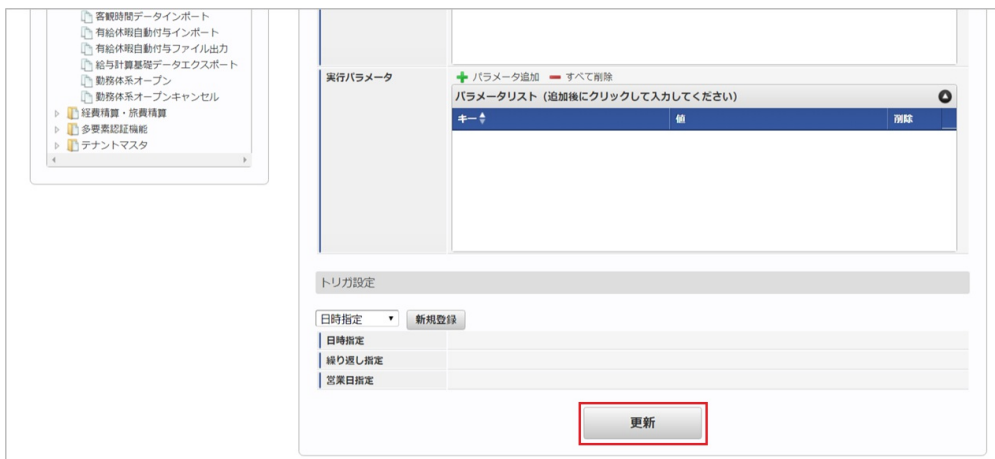 客観時間データインポート
有給休暇自動付与インポート
有給休暇自動付与ファイル出力
給与計算基礎データエクスポート
勤務体系オープン
勤務体系オープンキャンセル
経費精算・旅費精算
多要素認証機能
テナントマスタ
実行パラメータ
パラメータ追加 すべて削除
パラメータリスト（追加後にクリックして入力してください）
キー 値 削除
トリガ設定
日時指定 新規登録
日時指定
繰り返し指定
営業日指定
更新